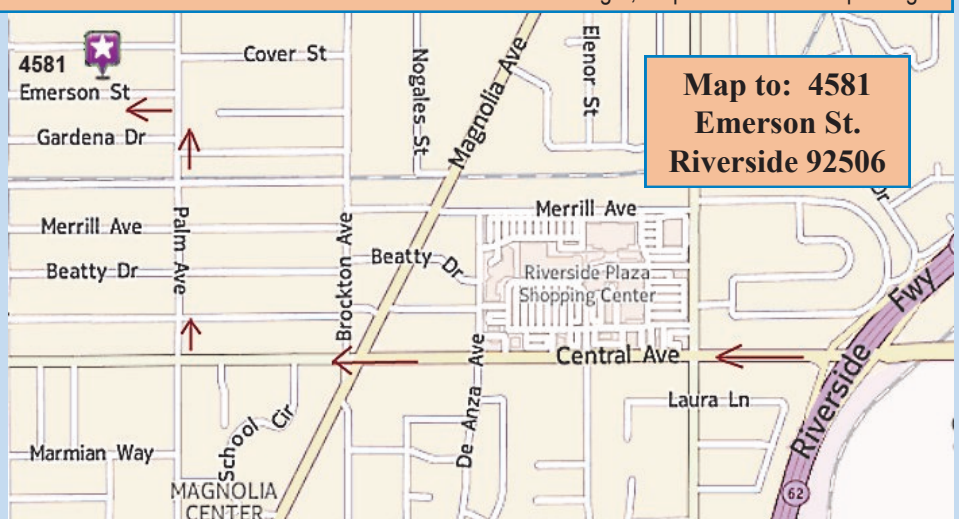 4581
Emerson St
Gardena Dr
Merrill Ave
Beatty Dr
Marmian Way
Cover St
Palm Ave
Brockton Ave
Nogales St
Magnolia Ave
Elenor St
Map to: 4581
Emerson St.
Riverside 92506
Dr
Merrill Ave
Beatty Dr
Riverside Plaza
Shopping Center
Central Ave
De Anza Ave
Laura Ln
Riverside Fwy
School Cir
MAGNOLIA
CENTER
62